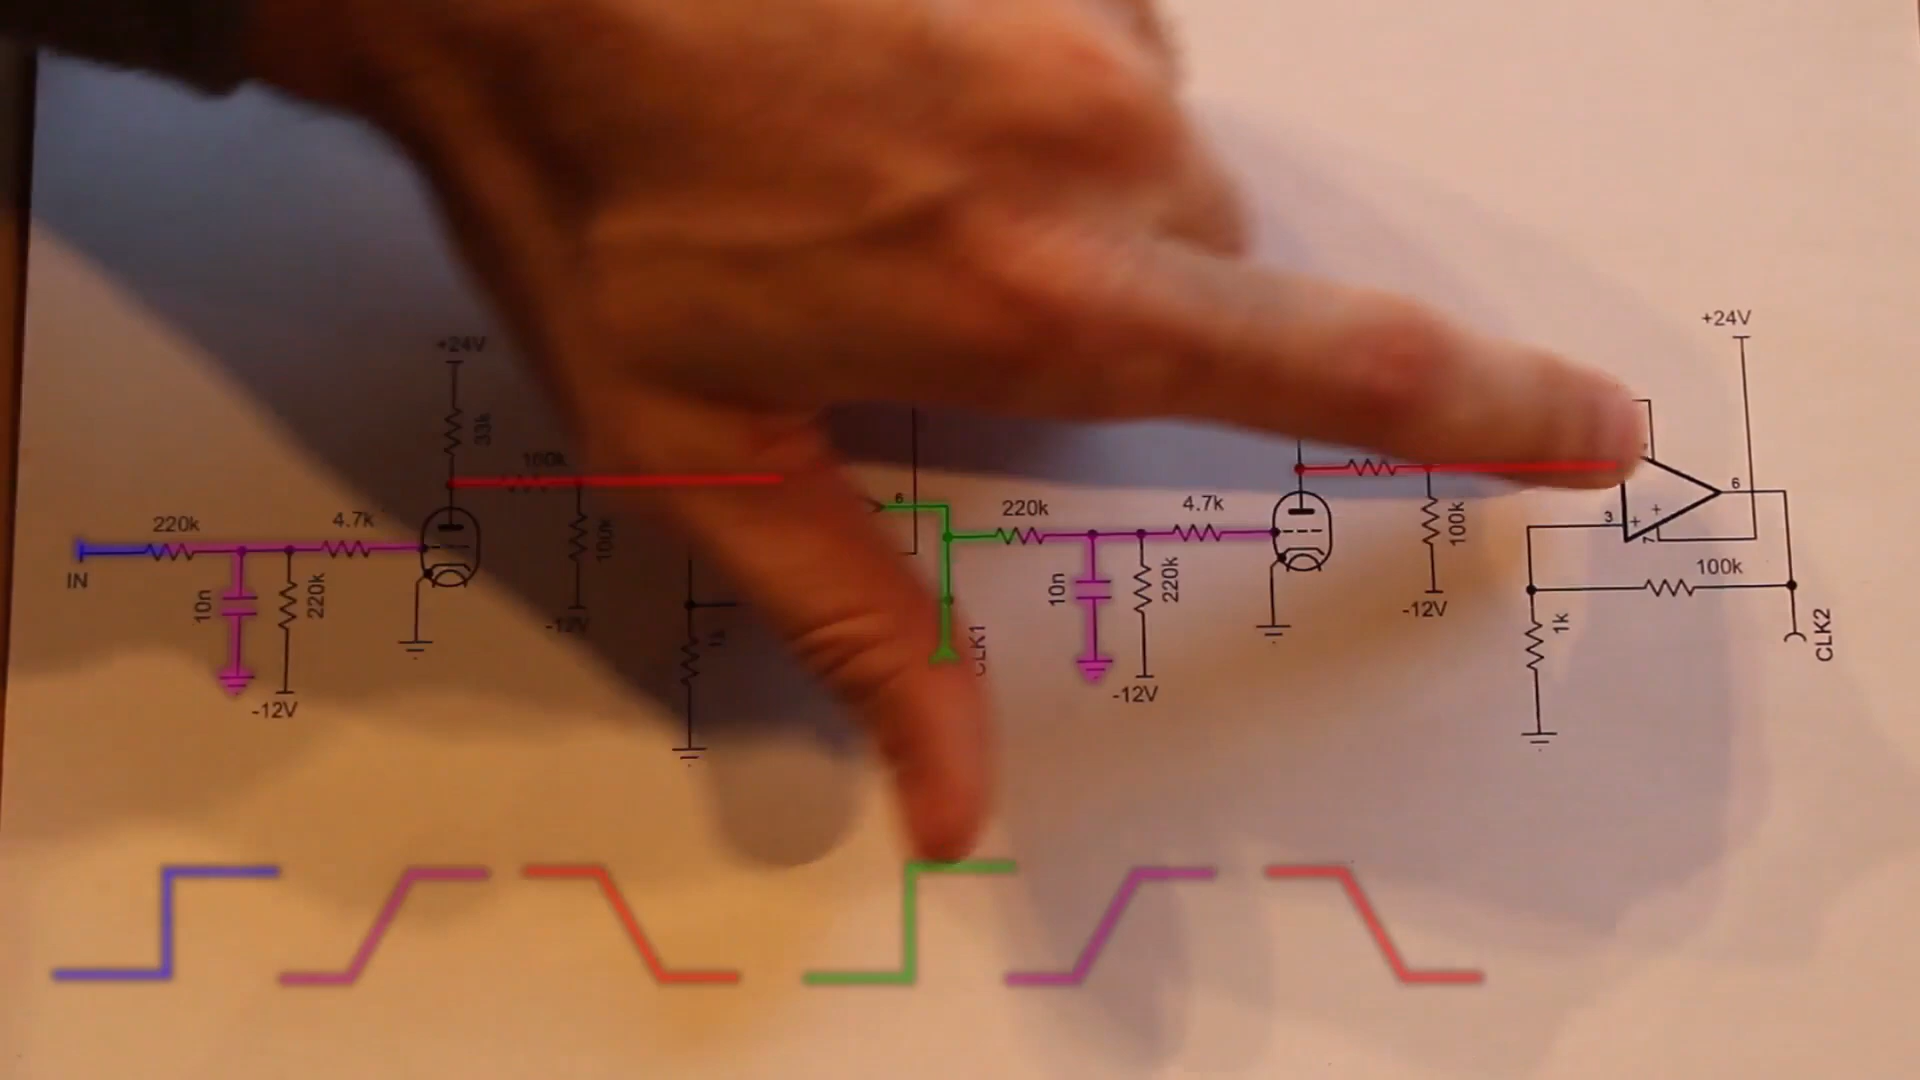 +24V
33k
100k
220k
4.7k
IN
10n
220k
-12V
100k
-12V
1k
6
CLK1
220k
4.7k
10n
220k
-12V
100k
-12V
+24V
6
3
+
+
7
100k
1k
CLK2